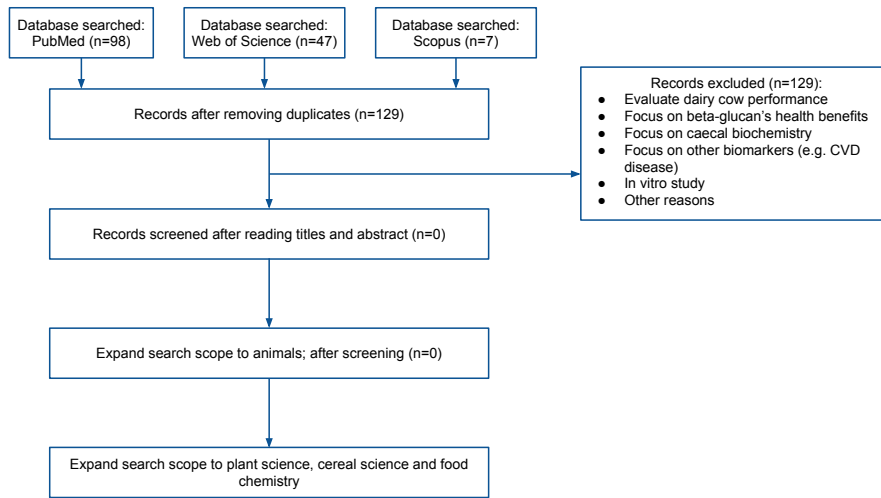 Database searched:
PubMed (n=98)
Database searched:
Web of Science (n=47)
Database searched:
Scopus (n=7)
Records after removing duplicates (n=129)
Records excluded (n=129):
● Evaluate dairy cow performance
● Focus on beta-glucan's health benefits
● Focus on caecal biochemistry
● Focus on other biomarkers (e.g. CVD
disease)
● In vitro study
● Other reasons
Records screened after reading titles and abstract (n=0)
Expand search scope to animals; after screening (n=0)
Expand search scope to plant science, cereal science and food
chemistry